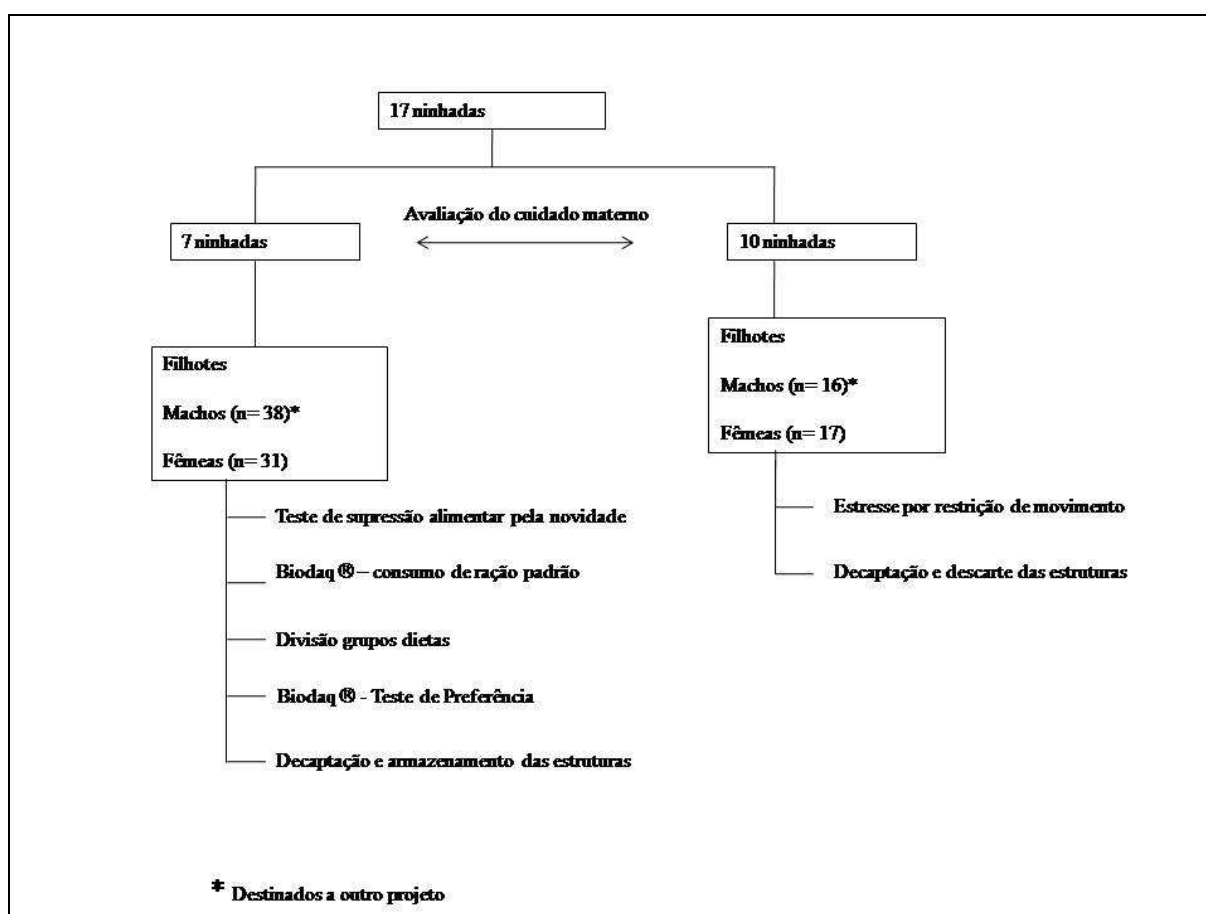 17 ninhadas
Avaliação do cuidado materno
7 ninhadas
10 ninhadas
Filhotes
Machos (n= 38)*
Fêmeas (n= 31)
Filhotes
Machos (n= 16)*
Fêmeas (n= 17)
Teste de supressão alimentar pela novidade
Biodaq ® – consumo de ração padrão
Divisão grupos dietas
Biodaq ® - Teste de Preferência
Decaptação e armazenamento das estruturas
Estresse por restrição de movimento
Decaptação e descarte das estruturas
* Destinados a outro projeto